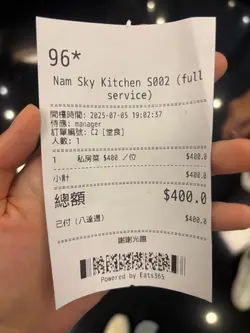 96*
Nam Sky Kitchen S002 (full
service)
開檯時間: 2025-07-05 19:02:37
侍應: manager
訂單編號: C2 [堂食]
人數: 1
1 私房菜 $400 /位 $400.0
小計 $400.0
總額 $400.0
已付 (八達通) $400.0
謝謝光臨
Powered by Eats365